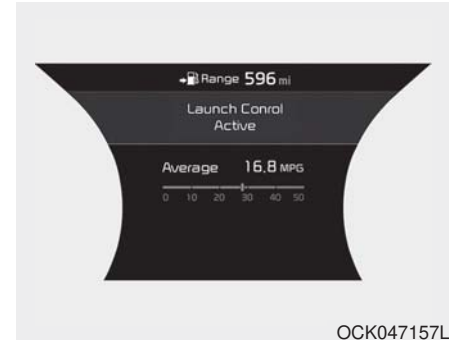 Range 596 mi
Launch Conrol
Active
Average 16.8 MPG
0 10 20 30 40 50
OCK047157L